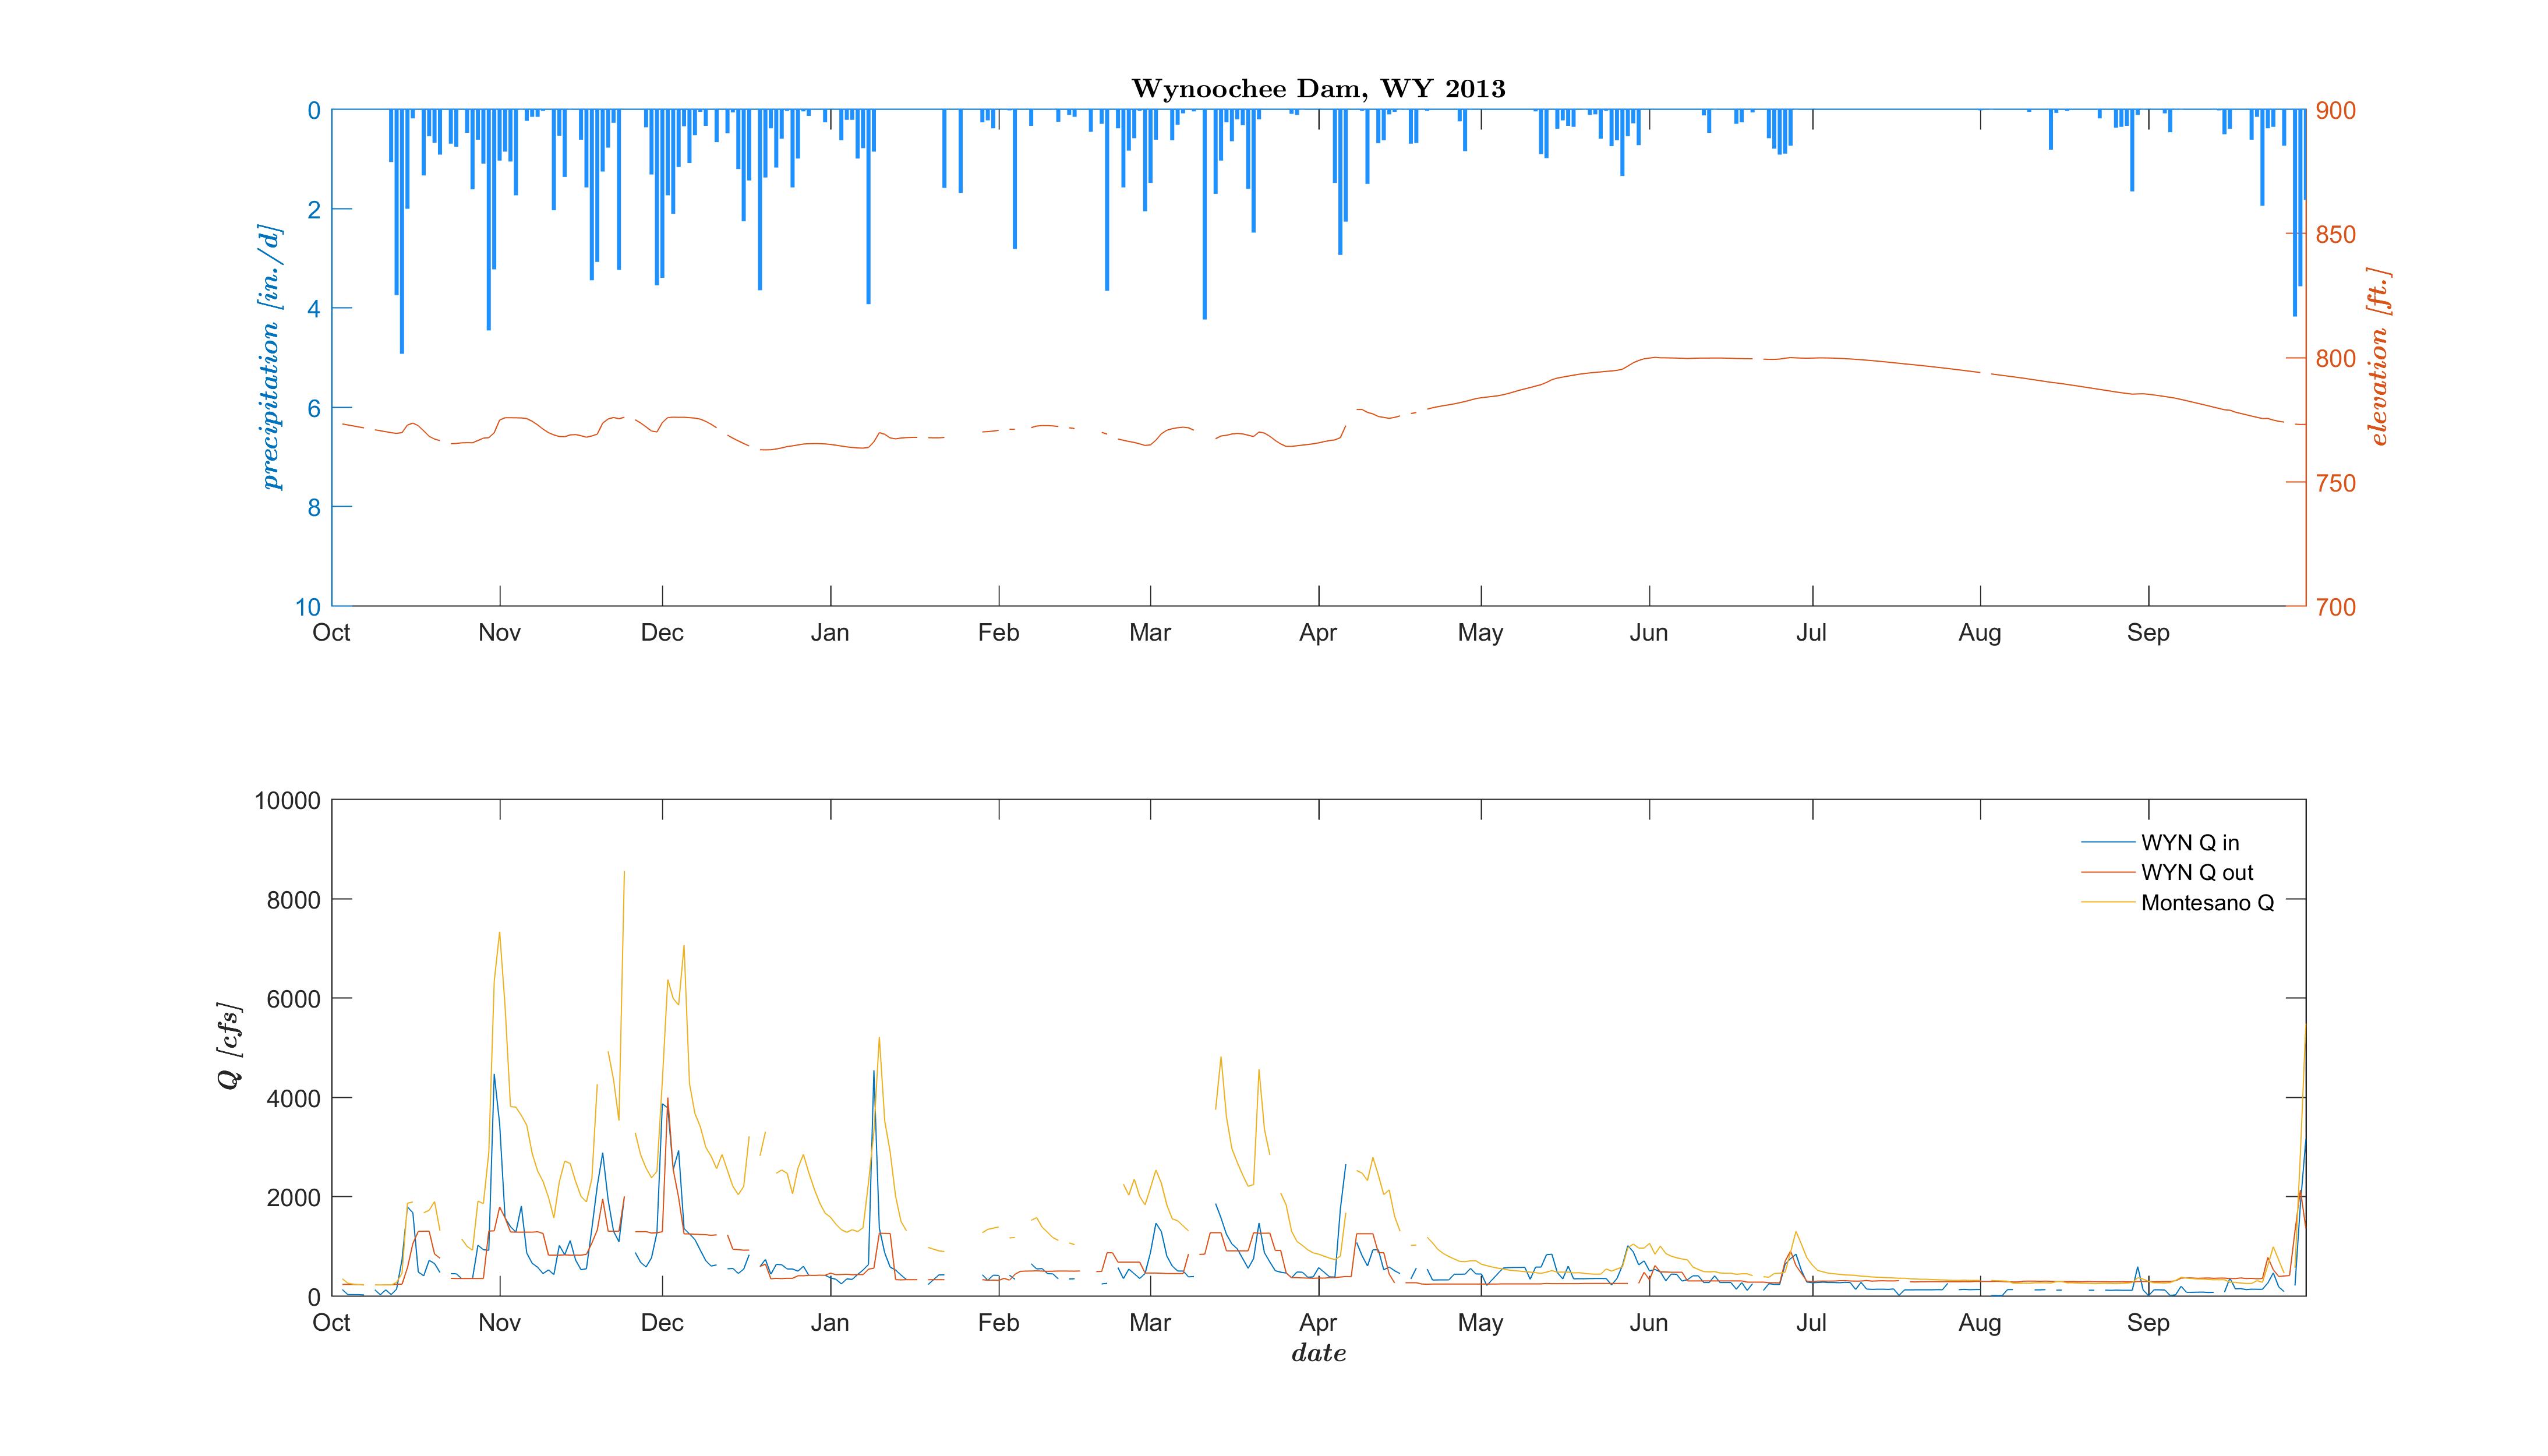 Wynoochee Dam, WY 2013
0
2
4
6
8
10
precipitation [in./d]
900
850
800
750
700
elevation [ft.]
Oct Nov Dec Jan Feb Mar Apr May Jun Jul Aug Sep
10000
8000
6000
4000
2000
0
Q [cfs]
WYN Q in
WYN Q out
Montesano Q
Oct Nov Dec Jan Feb Mar Apr May Jun Jul Aug Sep
date